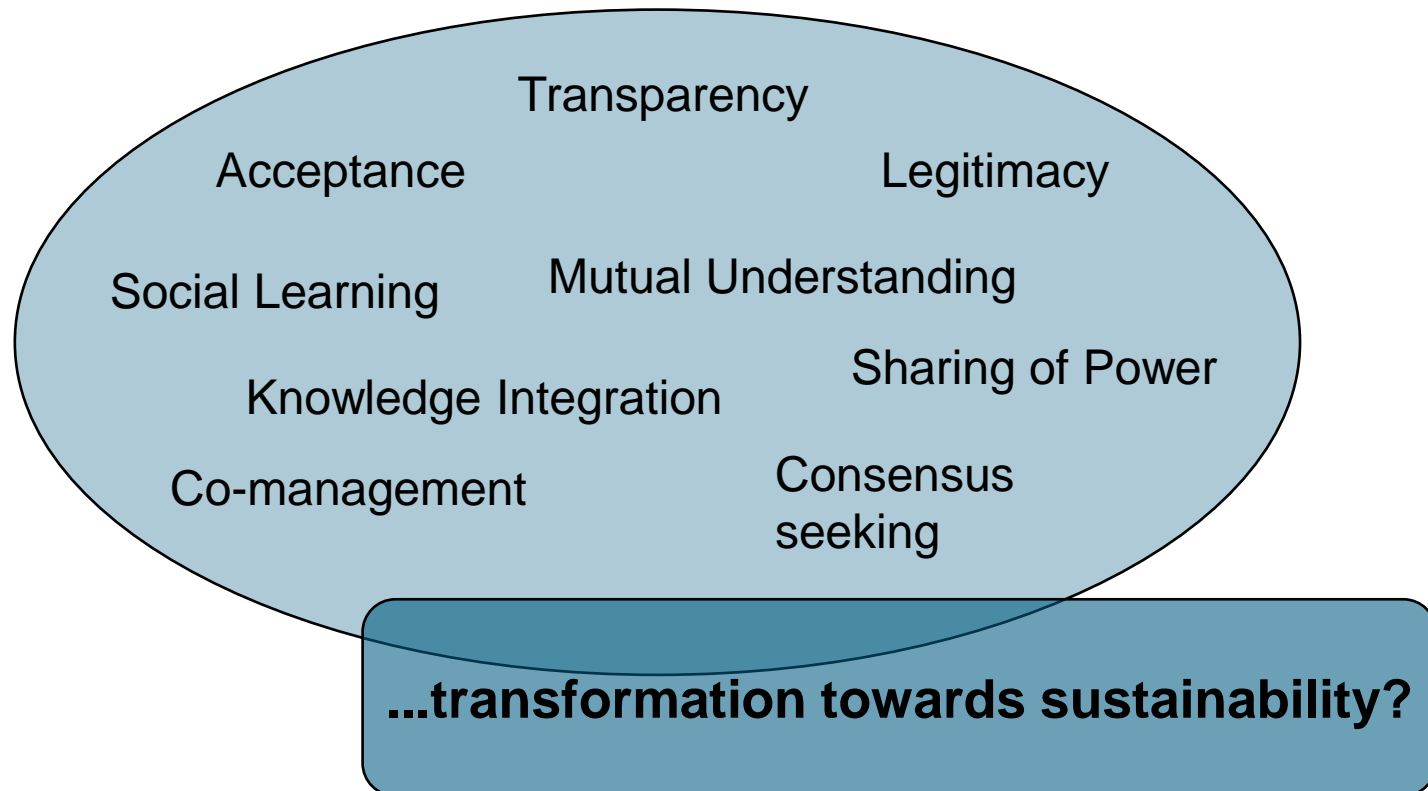 Transparency
Acceptance
Legitimacy
Mutual Understanding
Social Learning
Sharing of Power
Knowledge Integration
Consensus
seeking
Co-management
...transformation towards sustainability?